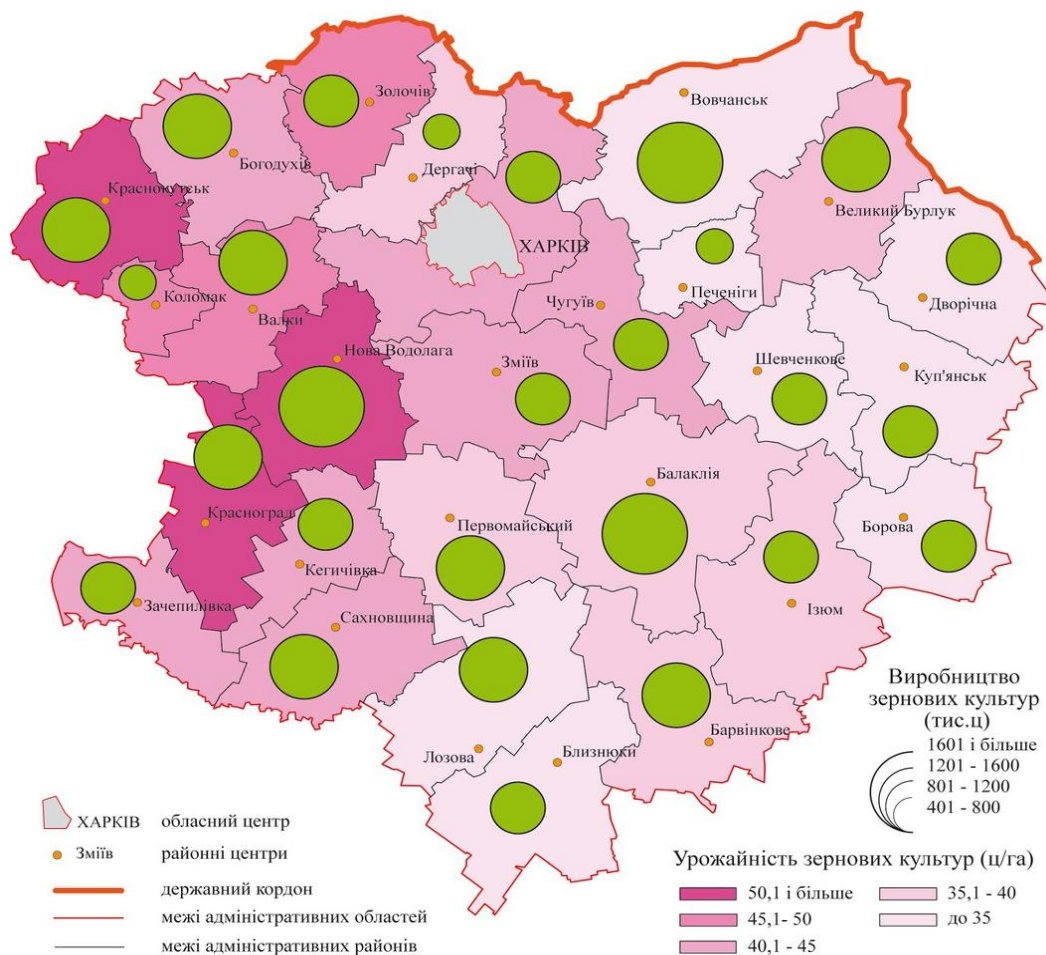 Золочів
Вовчанськ
Богодухів
Дергачі
Краснокутськ
Великий Бурлук
ХАРКІВ
Коломак
Валки
Чугуїв
Печеніги
Дворічна
Нова Водолага
Зміїв
Шевченкове
Куп'янськ
Балаклія
Красноград
Первомайський
Борова
Кегичівка
Зачепилівка
Сахновщина
Ізюм
Лозова
Близнюки
Барвінкове
Виробництво
зернових культур
(тис.ц)
1601 і більше
1201 - 1600
801 - 1200
401 - 800
ХАРКІВ обласний центр
Зміїв районні центри
державний кордон
межі адміністративних областей
межі адміністративних районів
Урожайність зернових культур (ц/га)
50,1 і більше
45,1- 50
40,1 - 45
35,1 - 40
до 35